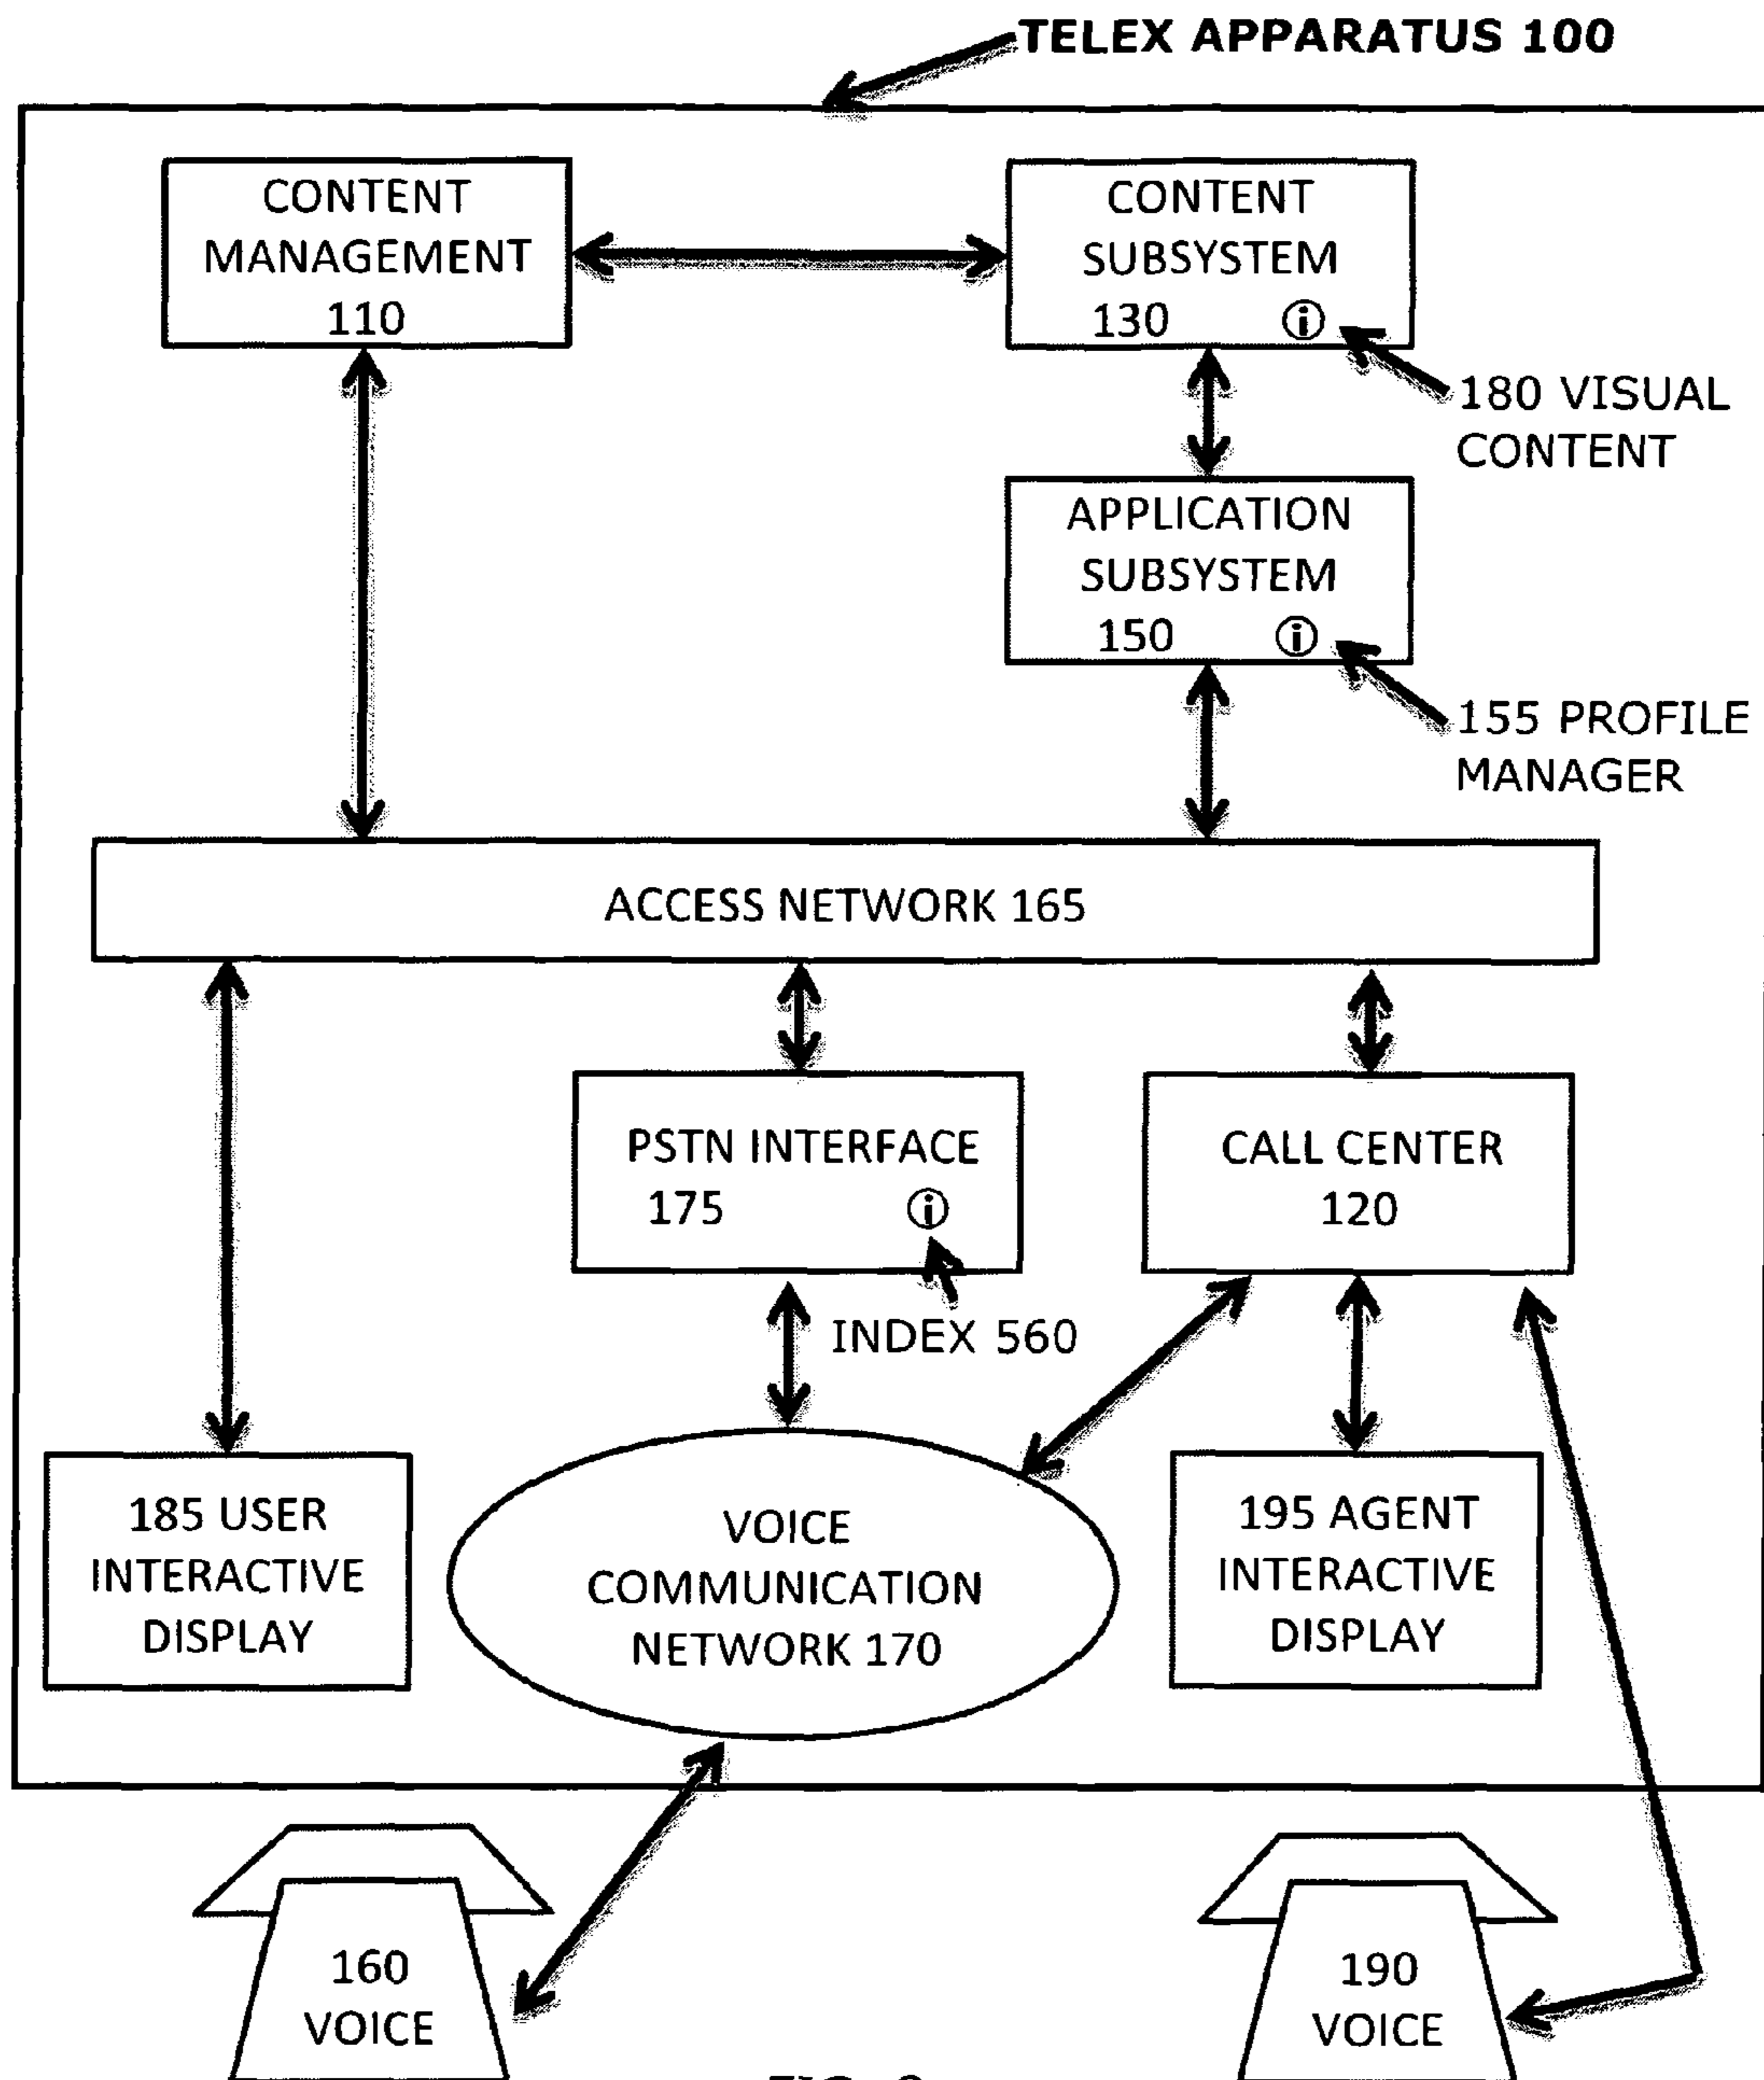 TELEX APPARATUS 100
CONTENT
MANAGEMENT
110
CONTENT
SUBSYSTEM
130 i
180 VISUAL
CONTENT
APPLICATION
SUBSYSTEM
150 i
155 PROFILE
MANAGER
ACCESS NETWORK 165
PSTN INTERFACE
175 i
CALL CENTER
120
INDEX 560
185 USER
INTERACTIVE
DISPLAY
VOICE
COMMUNICATION
NETWORK 170
195 AGENT
INTERACTIVE
DISPLAY
160
VOICE
190
VOICE